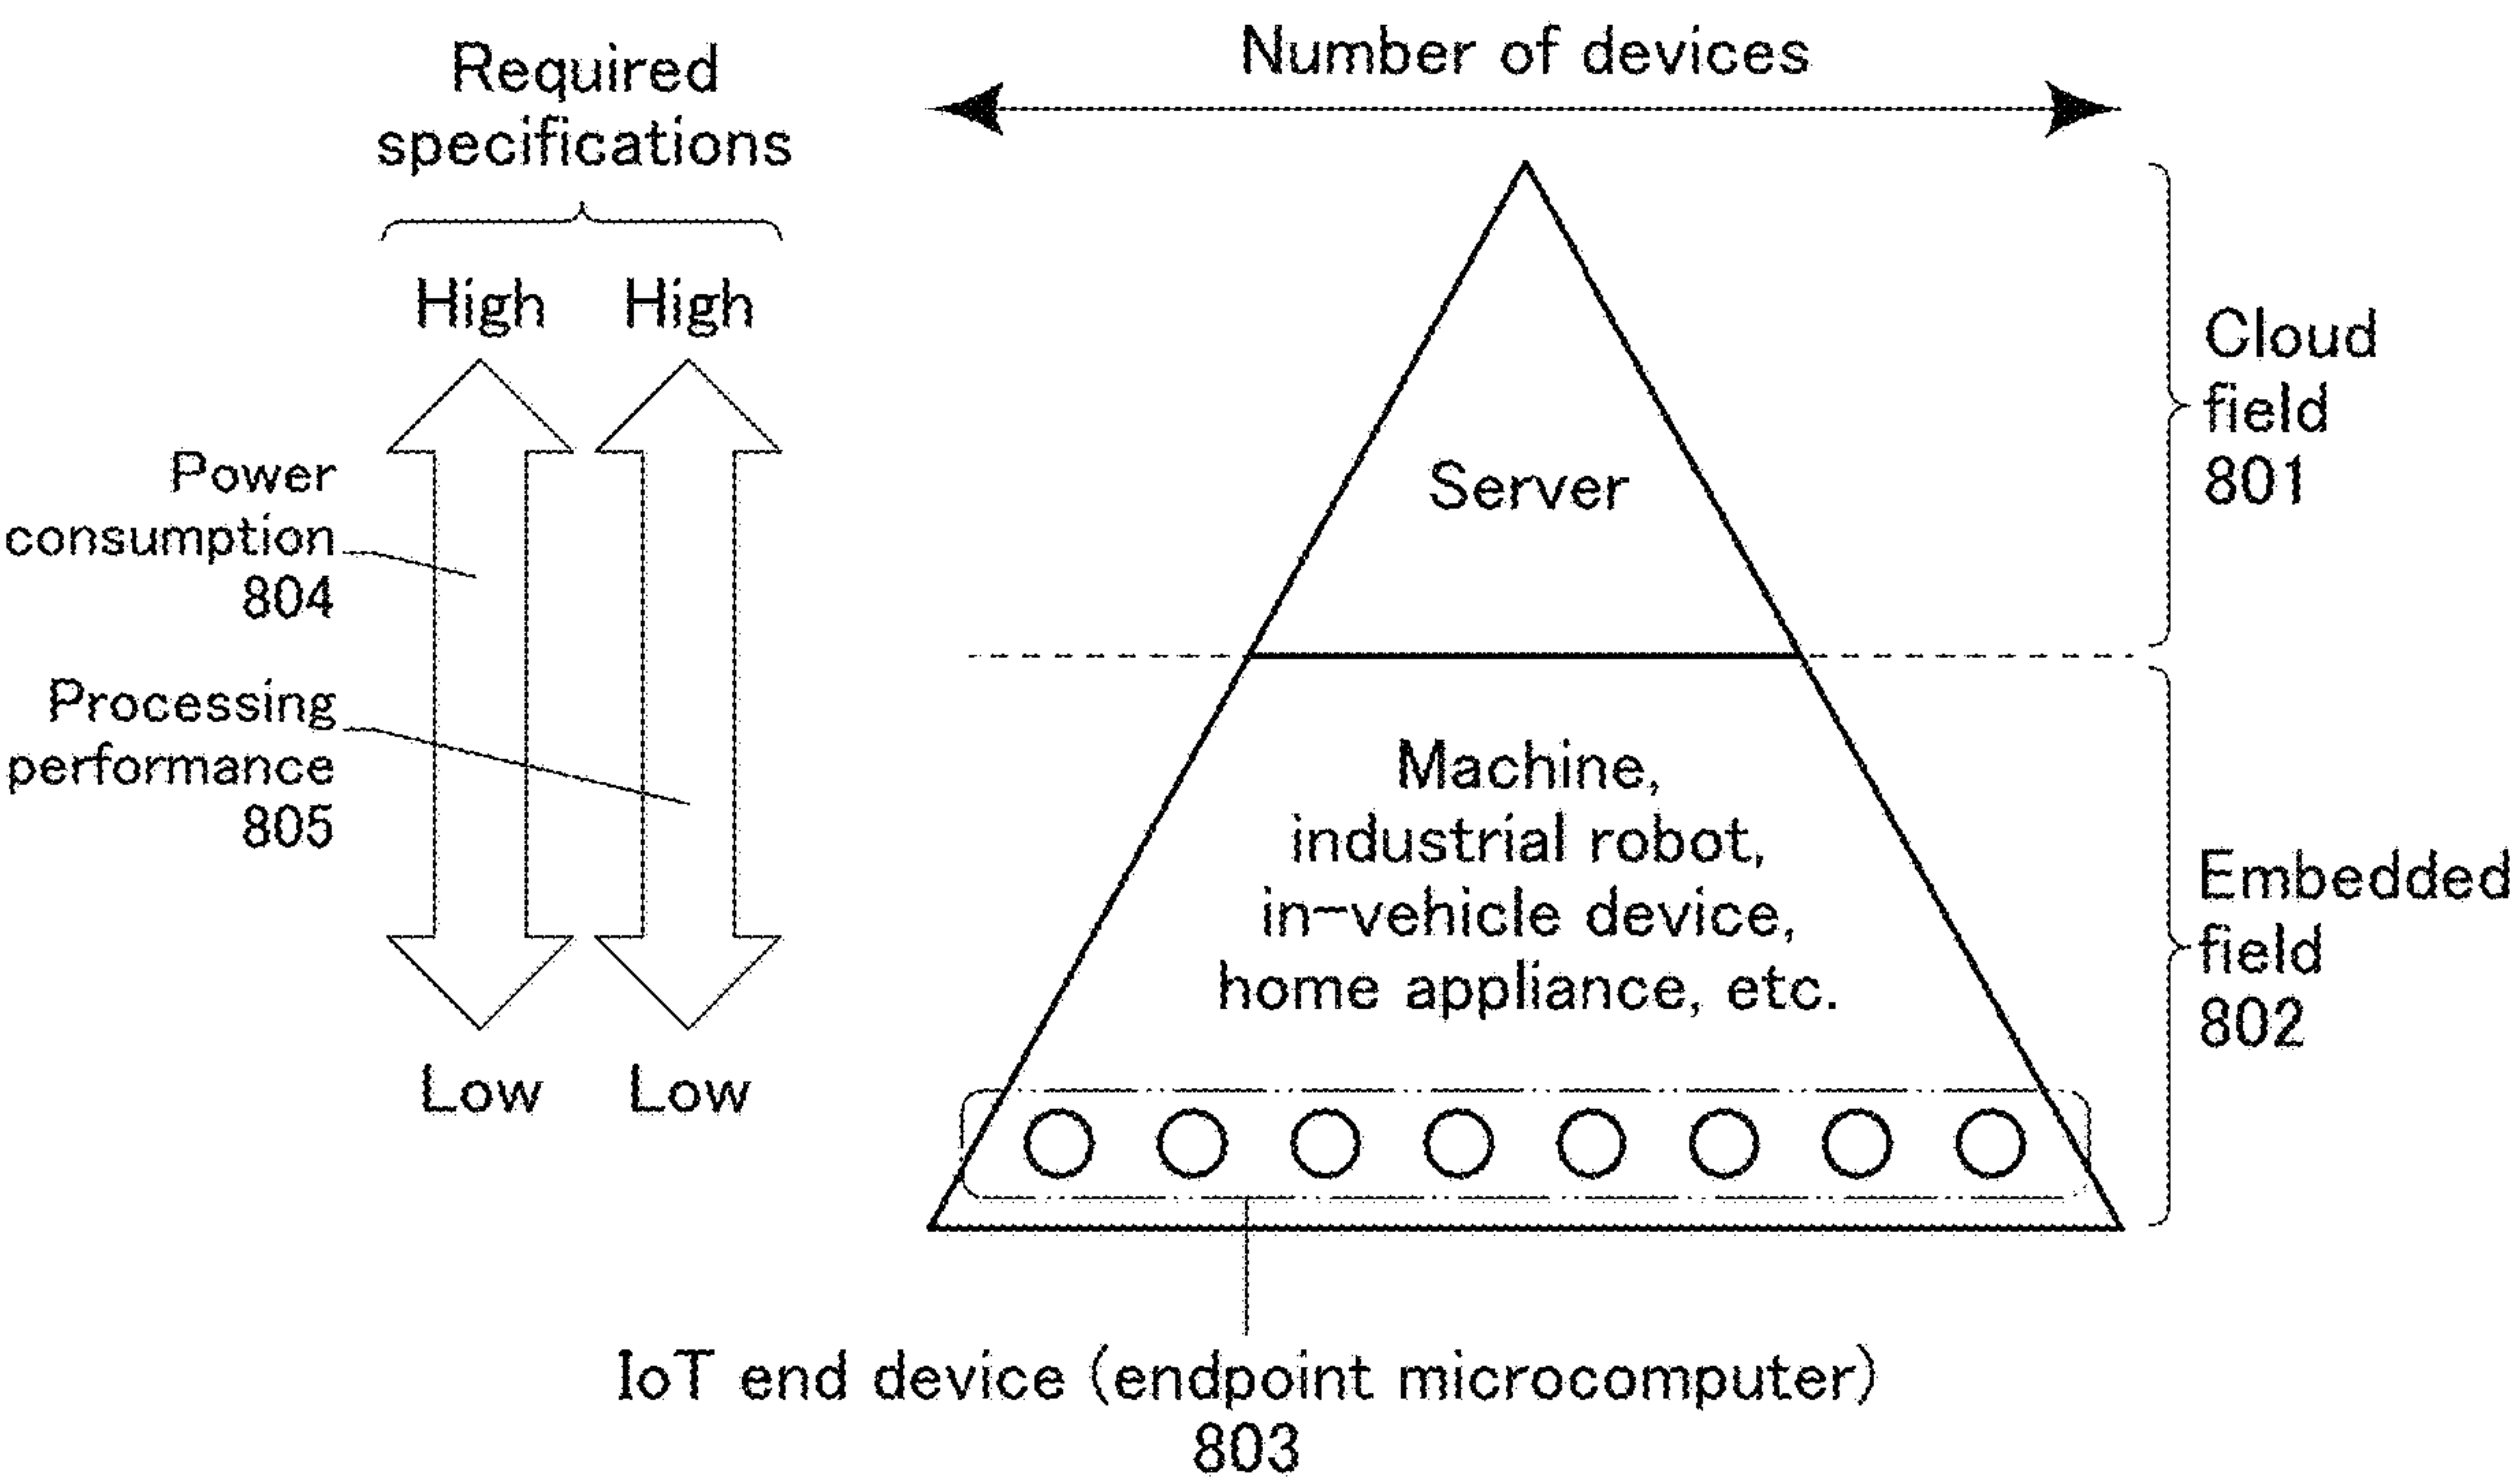 Required
specifications
Number of devices
High High
Power
consumption
804
Processing
performance
805
Low Low
Server
Machine,
industrial robot,
in-vehicle device,
home appliance, etc.
Cloud
field
801
Embedded
field
802
IoT end device (endpoint microcomputer)
803